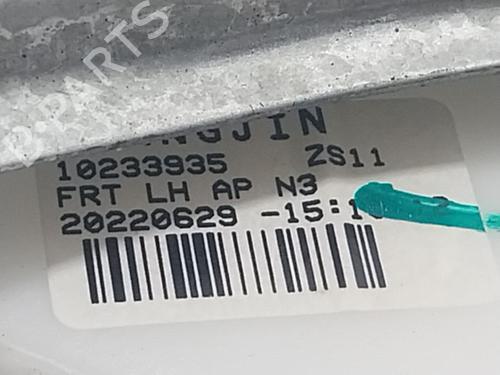 B-PARTS
10233935 ZS11
FRT LH AP N3
20220629 -15:1